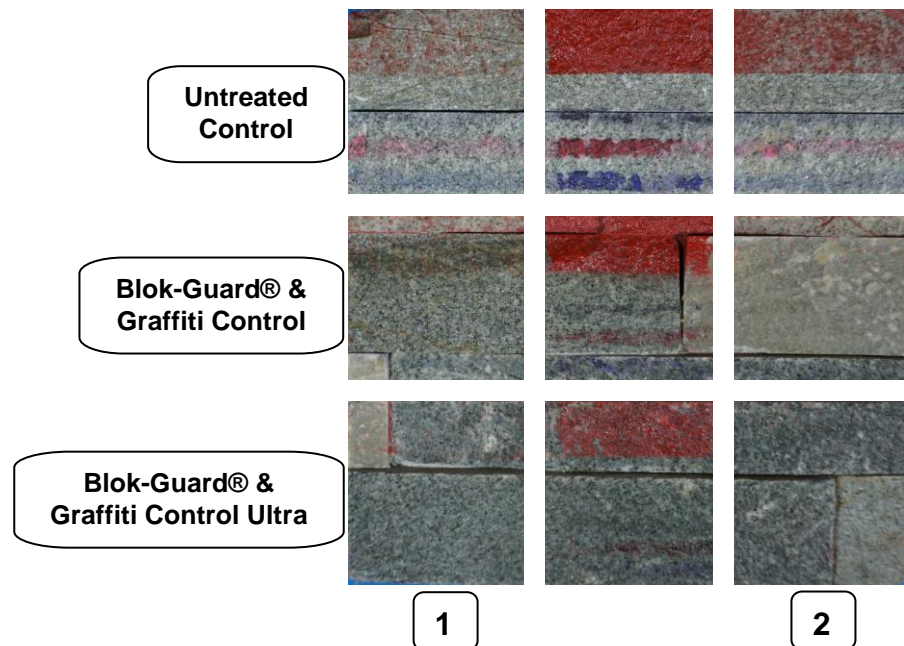 Untreated
Control
Blok-Guard® &
Graffiti Control
Blok-Guard® &
Graffiti Control Ultra
1
2